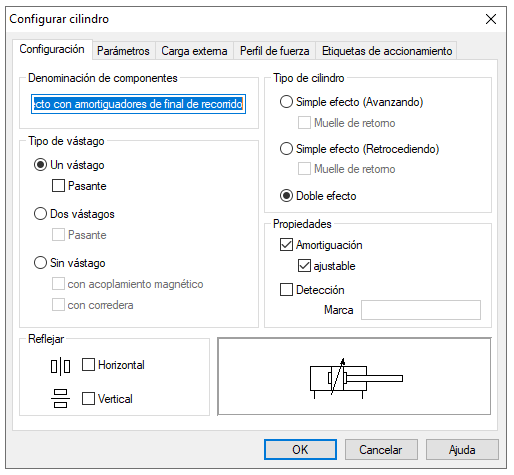 Configurar cilindro
Configuración
Parámetros
Carga externa
Perfil de fuerza
Etiquetas de accionamiento
Denominación de componentes
ecto con amortiguadores de final de recorrido
Tipo de vástago
Un vástago
Pasante
Dos vástagos
Pasante
Sin vástago
con acoplamiento magnético
con corredera
Tipo de cilindro
Simple efecto (Avanzando)
Muelle de retorno
Simple efecto (Retrocediendo)
Muelle de retorno
Doble efecto
Propiedades
Amortiguación
ajustable
Detección
Marca
Reflejar
Horizontal
Vertical
OK
Cancelar
Ayuda